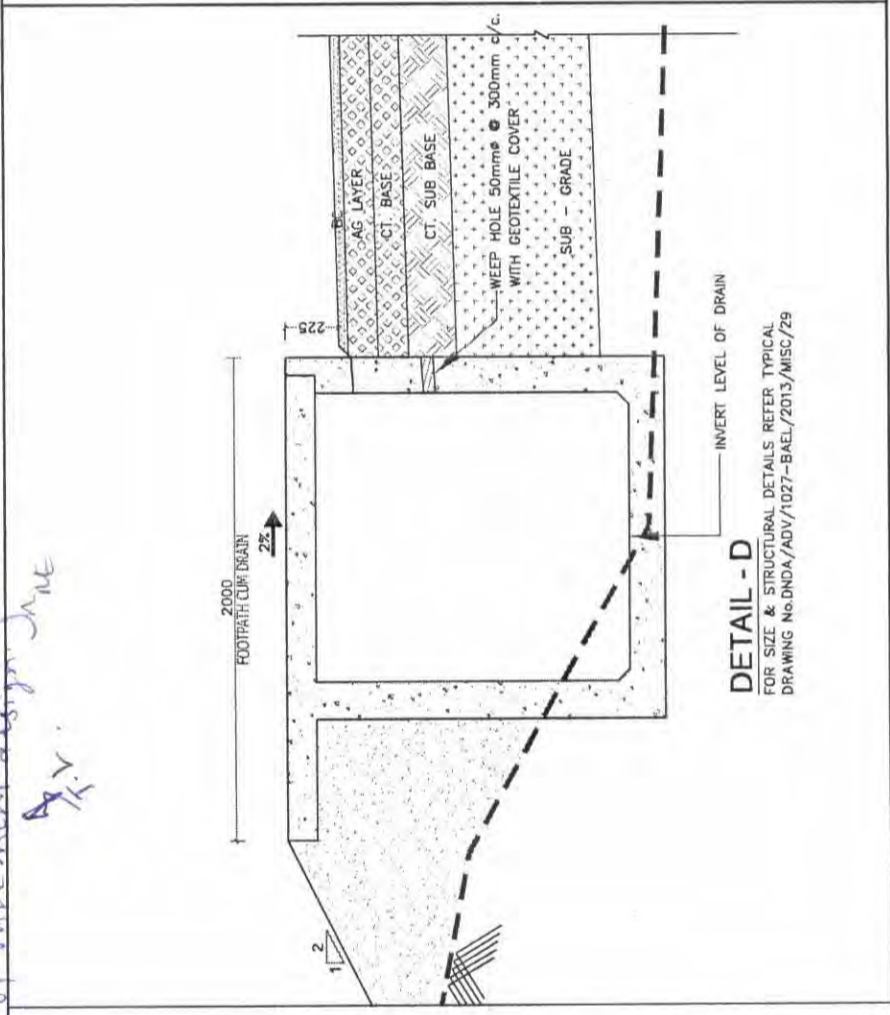 design
2000
FOOTPATH CUM DRAIN
2%
225
BC
AG LAYER
CT. BASE
CT. SUB BASE
WEEP HOLE 50mmø @ 300mm c/c.
WITH GEOTEXTILE COVER
SUB - GRADE
2
1
INVERT LEVEL OF DRAIN
DETAIL - D
FOR SIZE & STRUCTURAL DETAILS REFER TYPICAL
DRAWING No.DNDA/ADV/1027-BAEL/2013/MISC/29